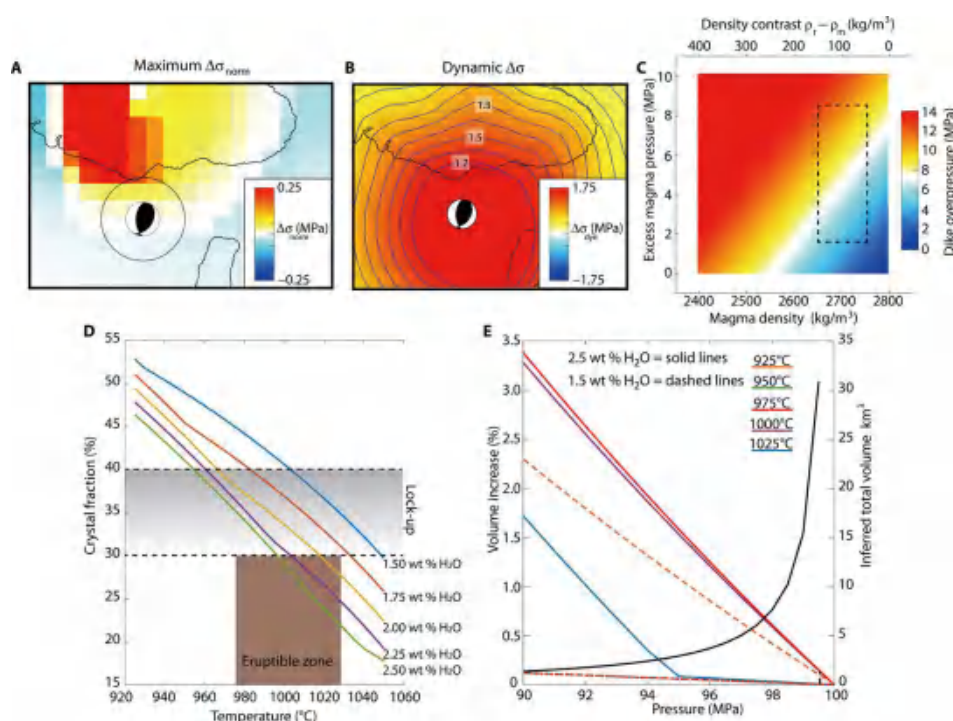 A
Maximum Δσnorm
0.25
Δσnorm (MPa)
−0.25
B
Dynamic Δσ
1.3
1.5
1.7
1.75
Δσdyn (MPa)
−1.75
Density contrast ρr−ρm (kg/m³)
400 300 200 100 0
C
Excess magma pressure (MPa)
10
8
6
4
2
0
2400 2500 2600 2700 2800
Magma density (kg/m³)
14
12
10
8
6
4
2
0
Dike overpressure (MPa)
D
Crystal fraction (%)
55
50
45
40
35
30
25
20
15
Lock-up
Eruptible zone
1.50 wt % H₂O
1.75 wt % H₂O
2.00 wt % H₂O
2.25 wt % H₂O
2.50 wt % H₂O
920 940 960 980 1000 1020 1040 1060
Temperature (°C)
E
Volume increase (%)
3.5
3.0
2.5
2.0
1.5
1.0
0.5
0
2.5 wt % H₂O = solid lines
1.5 wt % H₂O = dashed lines
925°C
950°C
975°C
1000°C
1025°C
35
30
25
20
15
10
5
0
Inferred total volume km³
90 92 94 96 98 100
Pressure (MPa)